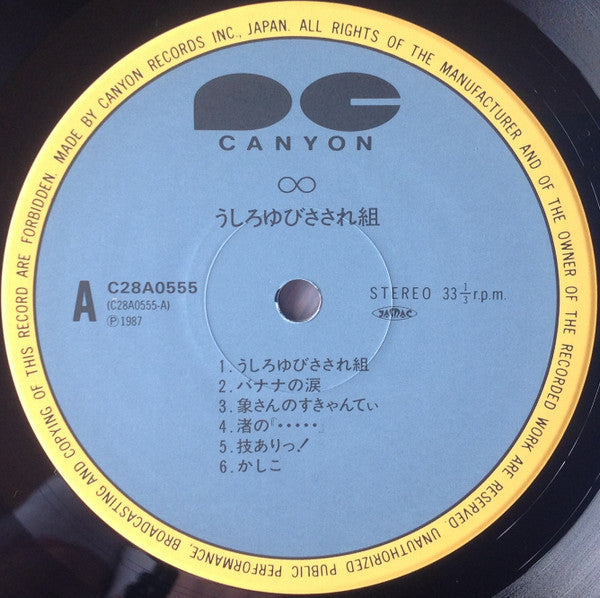 MADE BY CANYON RECORDS INC., JAPAN. ALL RIGHTS OF THE MANUFACTURER AND OF THE OWNER OF THE RECORDED WORK ARE RESERVED. UNAUTHORIZED PUBLIC PERFORMANCE, BROADCASTING AND COPYING OF THIS RECORD ARE FORBIDDEN.
PC
CANYON
∞
うしろゆびさされ組
A
C28A0555
(C28A0555-A)
Ⓟ1987
STEREO 33⅓r.p.m.
JASRAC
1.うしろゆびさされ組
2.バナナの涙
3.象さんのすきゃんてぃ
4.渚の『・・・・・』
5.技ありっ!
6.かしこ